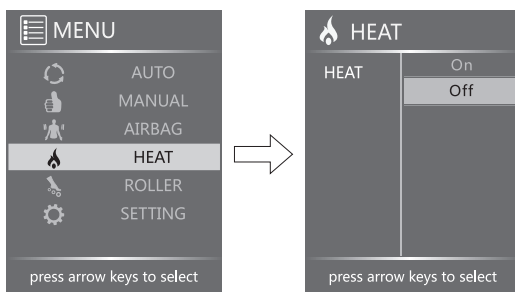 MENU
AUTO
MANUAL
AIRBAG
HEAT
ROLLER
SETTING
press arrow keys to select
HEAT
HEAT
On
Off
press arrow keys to select